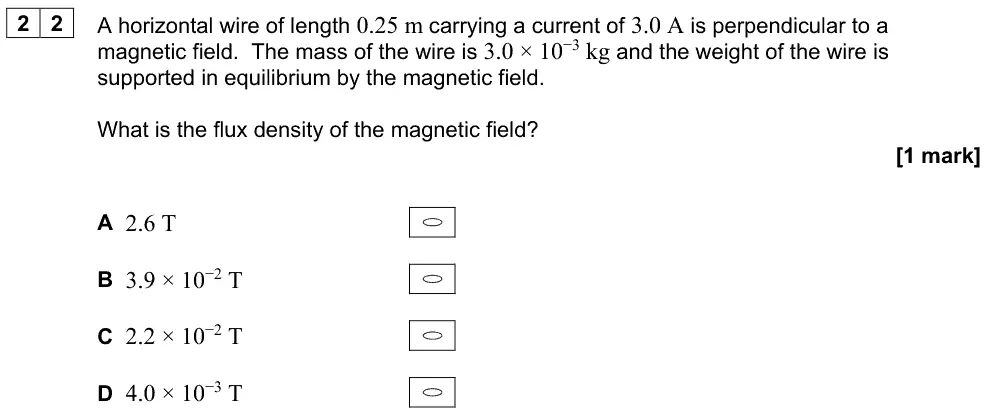 2 2 A horizontal wire of length 0.25 m carrying a current of 3.0 A is perpendicular to a
magnetic field. The mass of the wire is 3.0 × 10⁻³ kg and the weight of the wire is
supported in equilibrium by the magnetic field.
What is the flux density of the magnetic field?
[1 mark]
A 2.6 T
B 3.9 × 10⁻² T
C 2.2 × 10⁻² T
D 4.0 × 10⁻³ T